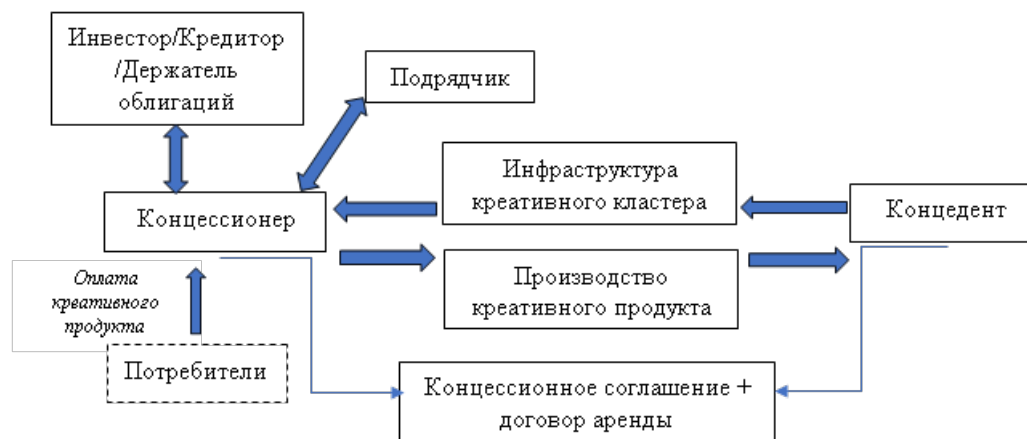 Инвестор/Кредитор
/Держатель
облигаций
Подрядчик
Инфраструктура
креативного кластера
Концессионер
Концедент
Оплата
креативного
продукта
Производство
креативного продукта
Потребители
Концессионное соглашение +
договор аренды